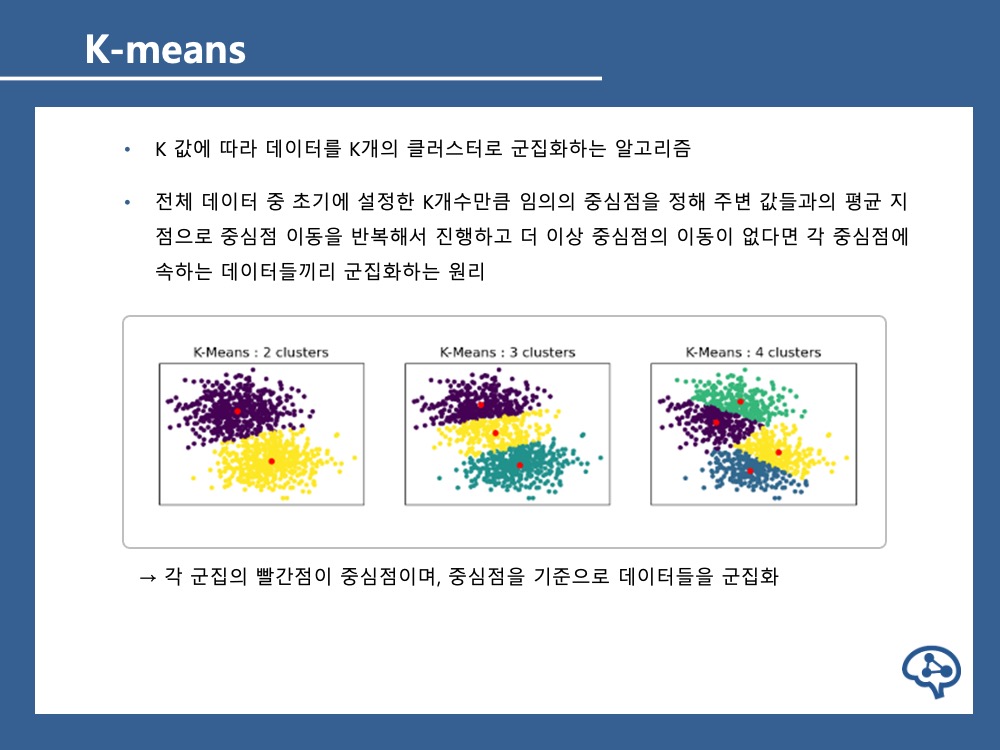 K-means
• K 값에 따라 데이터를 K개의 클러스터로 군집화하는 알고리즘
• 전체 데이터 중 초기에 설정한 K개수만큼 임의의 중심점을 정해 주변 값들과의 평균 지
점으로 중심점 이동을 반복해서 진행하고 더 이상 중심점의 이동이 없다면 각 중심점에
속하는 데이터들끼리 군집화하는 원리
K-Means : 2 clusters
K-Means : 3 clusters
K-Means : 4 clusters
→ 각 군집의 빨간점이 중심점이며, 중심점을 기준으로 데이터들을 군집화